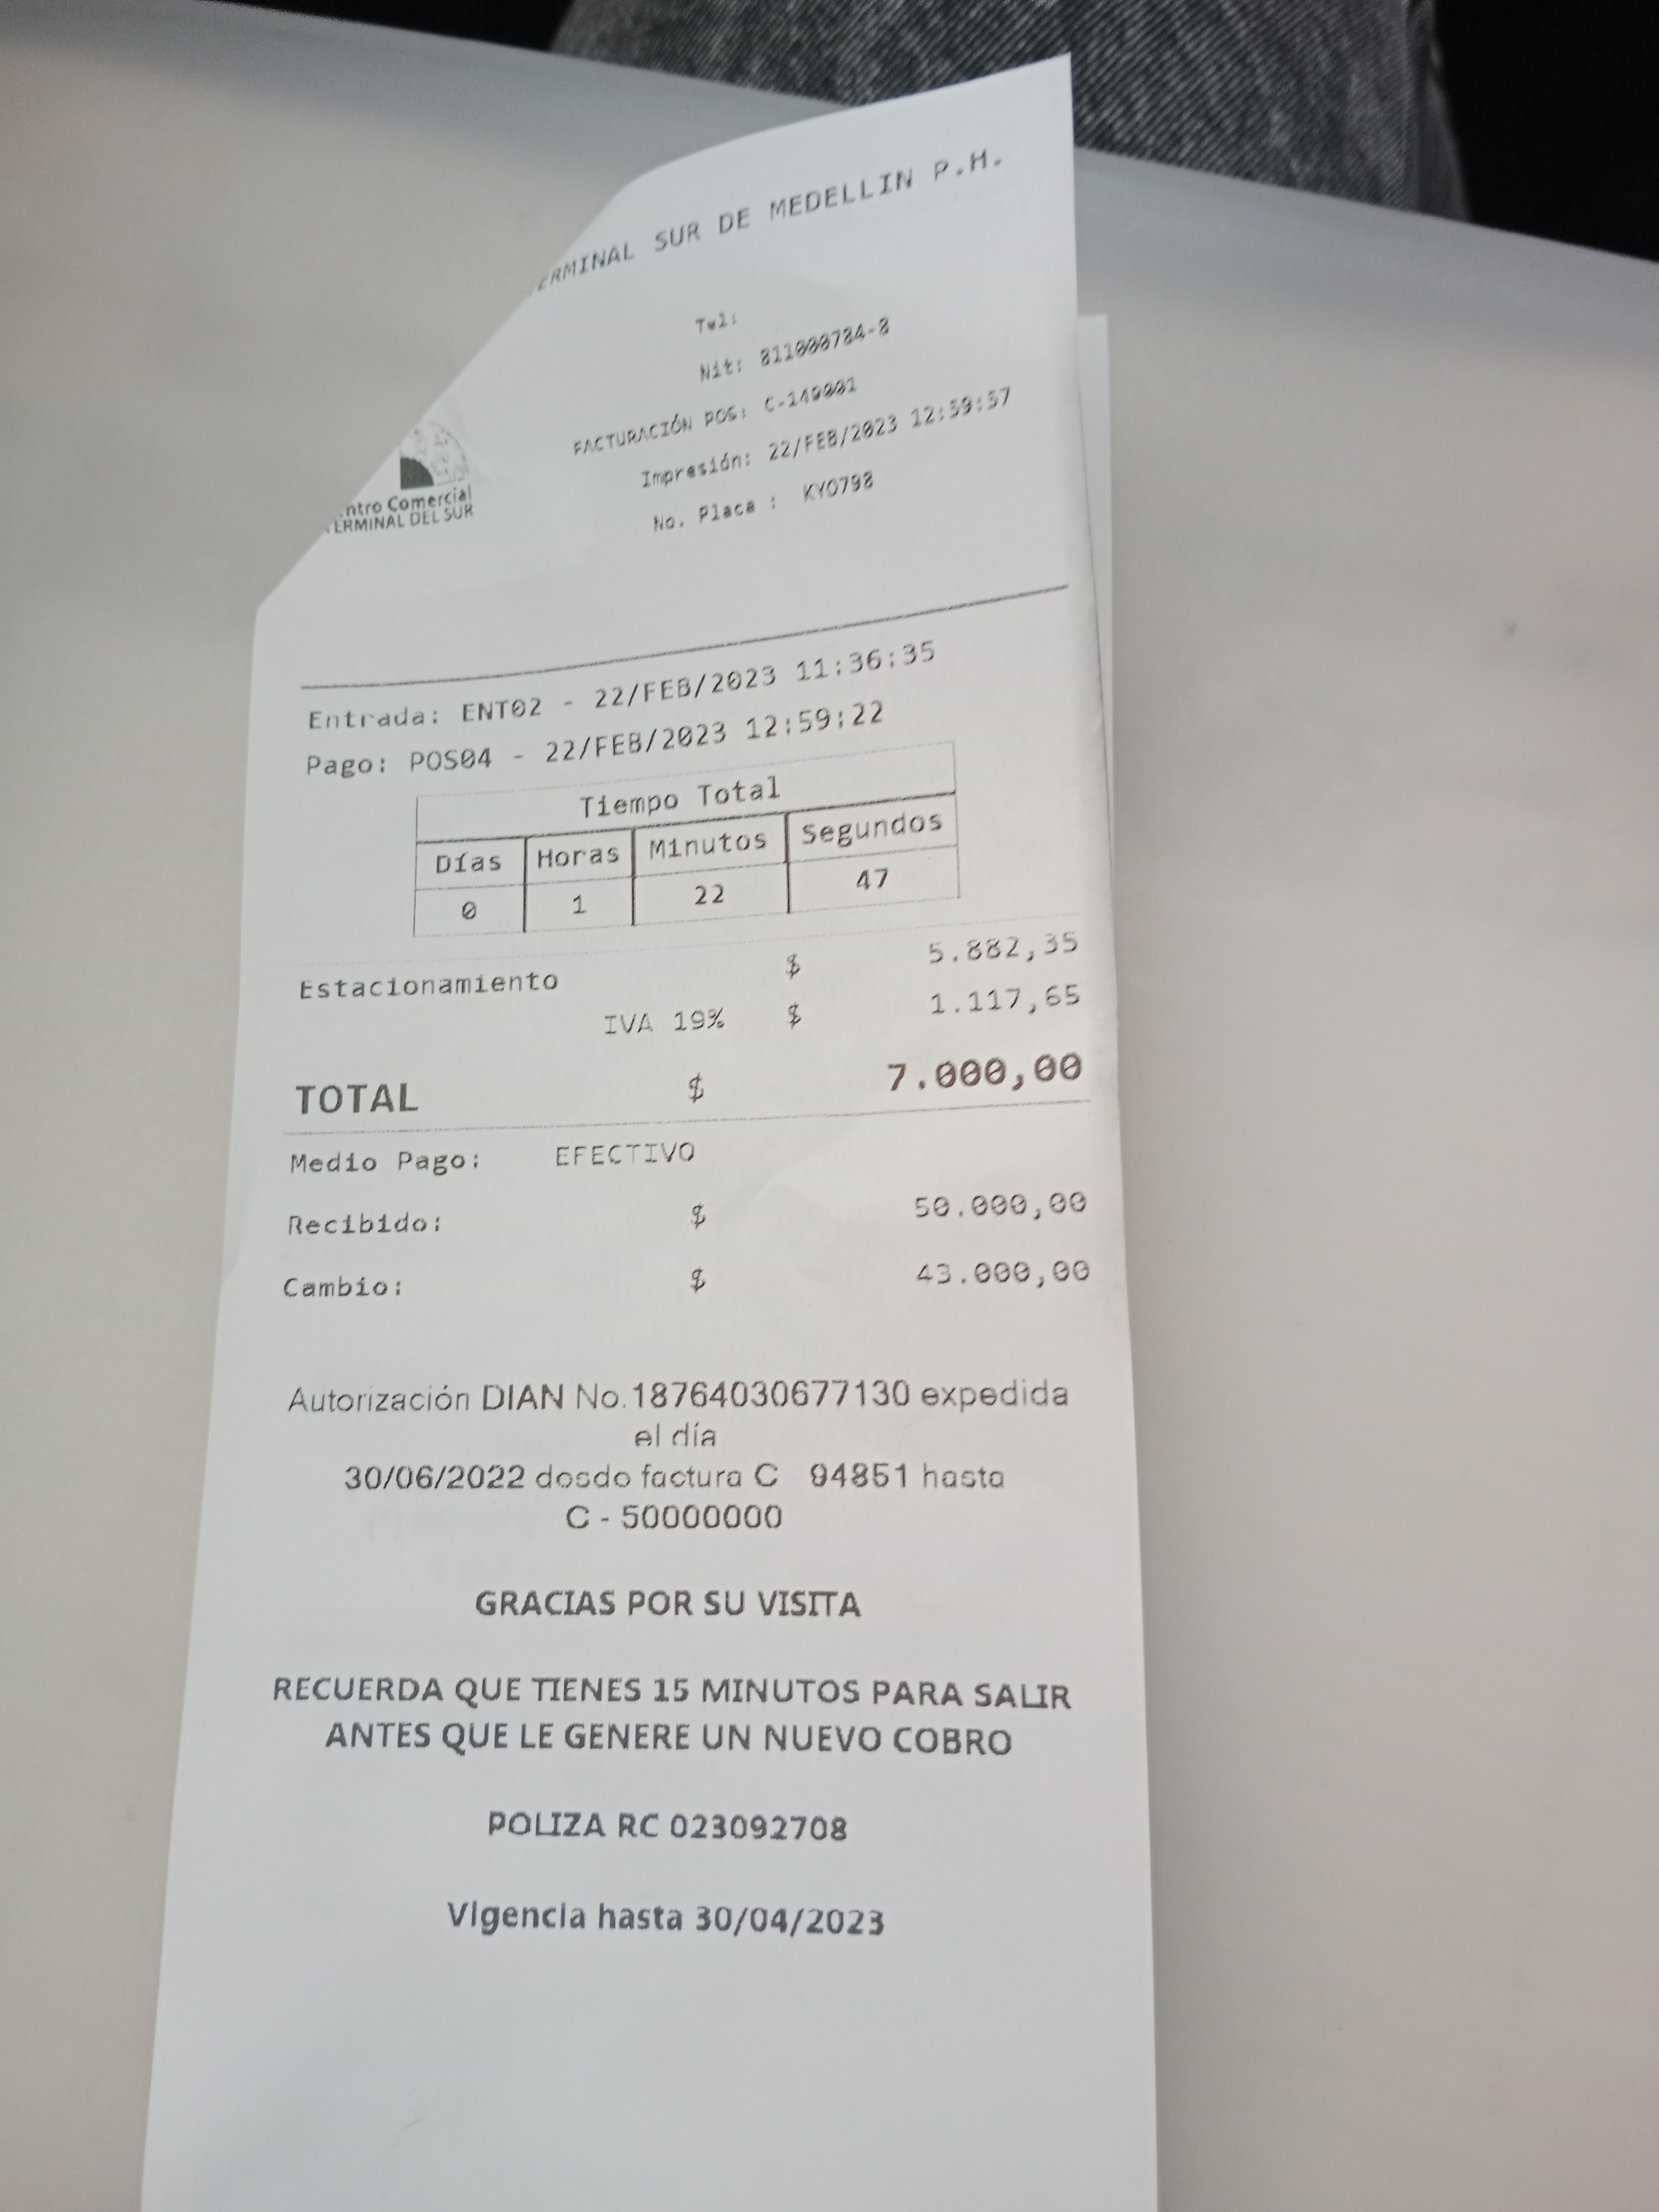 TERMINAL SUR DE MEDELLIN P.H.
Tel:
Nit: 811000784-8
FACTURACIÓN POS: C-149001
Impresión: 22/FEB/2023 12:59:57
No. Placa : KYO798
ntro Comercial
TERMINAL DEL SUR
Entrada: ENT02 - 22/FEB/2023 11:36:35
Pago: POS04 - 22/FEB/2023 12:59:22
Tiempo Total
Días Horas Minutos Segundos
0 1 22 47
Estacionamiento $ 5.882,35
IVA 19% $ 1.117,65
TOTAL $ 7.000,00
Medio Pago: EFECTIVO
Recibido: $ 50.000,00
Cambio: $ 43.000,00
Autorización DIAN No.18764030677130 expedida
el día
30/06/2022 desde factura C 94851 hasta
C - 50000000
GRACIAS POR SU VISITA
RECUERDA QUE TIENES 15 MINUTOS PARA SALIR
ANTES QUE LE GENERE UN NUEVO COBRO
POLIZA RC 023092708
Vigencia hasta 30/04/2023